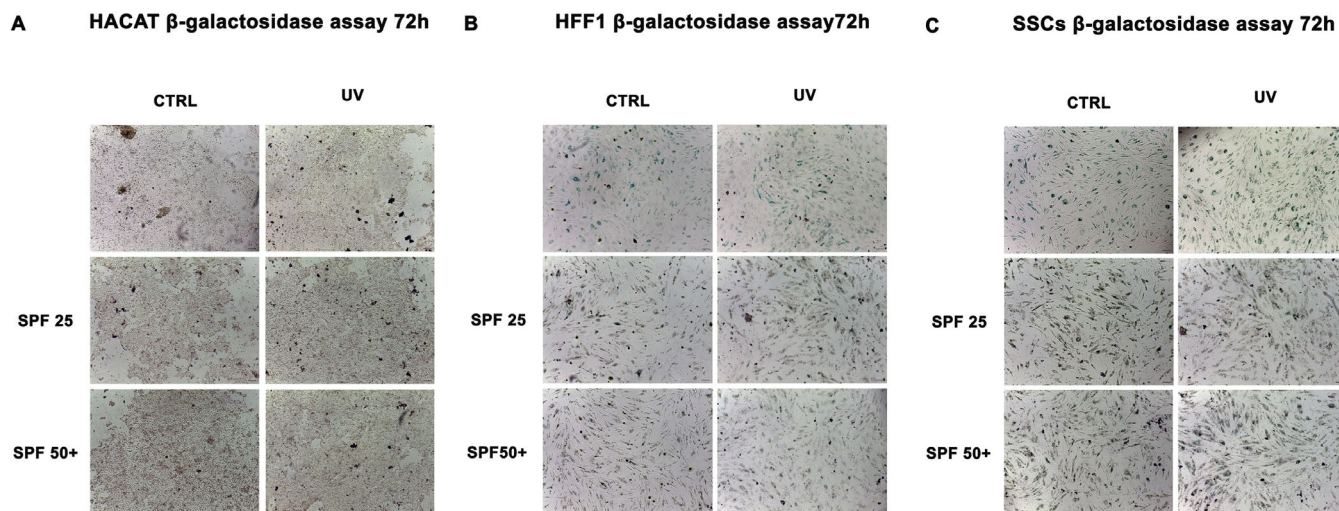 A HACAT β-galactosidase assay 72h
CTRL UV
SPF 25
SPF 50+
B HFF1 β-galactosidase assay72h
CTRL UV
SPF 25
SPF50+
C SSCs β-galactosidase assay 72h
CTRL UV
SPF 25
SPF 50+